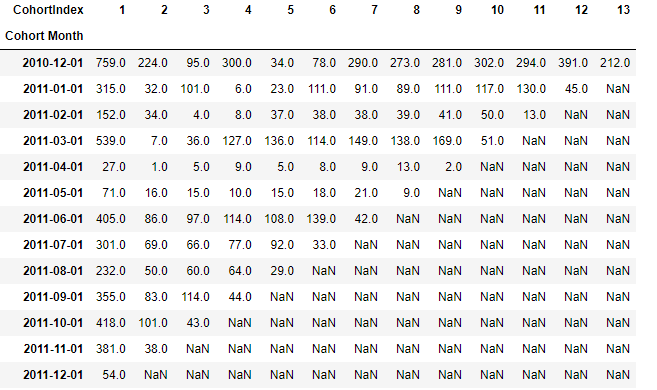 CohortIndex 1 2 3 4 5 6 7 8 9 10 11 12 13
Cohort Month
2010-12-01 759.0 224.0 95.0 300.0 34.0 78.0 290.0 273.0 281.0 302.0 294.0 391.0 212.0
2011-01-01 315.0 32.0 101.0 6.0 23.0 111.0 91.0 89.0 111.0 117.0 130.0 45.0 NaN
2011-02-01 152.0 34.0 4.0 8.0 37.0 38.0 38.0 39.0 41.0 50.0 13.0 NaN NaN
2011-03-01 539.0 7.0 36.0 127.0 136.0 114.0 149.0 138.0 169.0 51.0 NaN NaN NaN
2011-04-01 27.0 1.0 5.0 9.0 5.0 8.0 9.0 13.0 2.0 NaN NaN NaN NaN
2011-05-01 71.0 16.0 15.0 10.0 15.0 18.0 21.0 9.0 NaN NaN NaN NaN NaN
2011-06-01 405.0 86.0 97.0 114.0 108.0 139.0 42.0 NaN NaN NaN NaN NaN NaN
2011-07-01 301.0 69.0 66.0 77.0 92.0 33.0 NaN NaN NaN NaN NaN NaN NaN
2011-08-01 232.0 50.0 60.0 64.0 29.0 NaN NaN NaN NaN NaN NaN NaN NaN
2011-09-01 355.0 83.0 114.0 44.0 NaN NaN NaN NaN NaN NaN NaN NaN NaN
2011-10-01 418.0 101.0 43.0 NaN NaN NaN NaN NaN NaN NaN NaN NaN NaN
2011-11-01 381.0 38.0 NaN NaN NaN NaN NaN NaN NaN NaN NaN NaN NaN
2011-12-01 54.0 NaN NaN NaN NaN NaN NaN NaN NaN NaN NaN NaN NaN